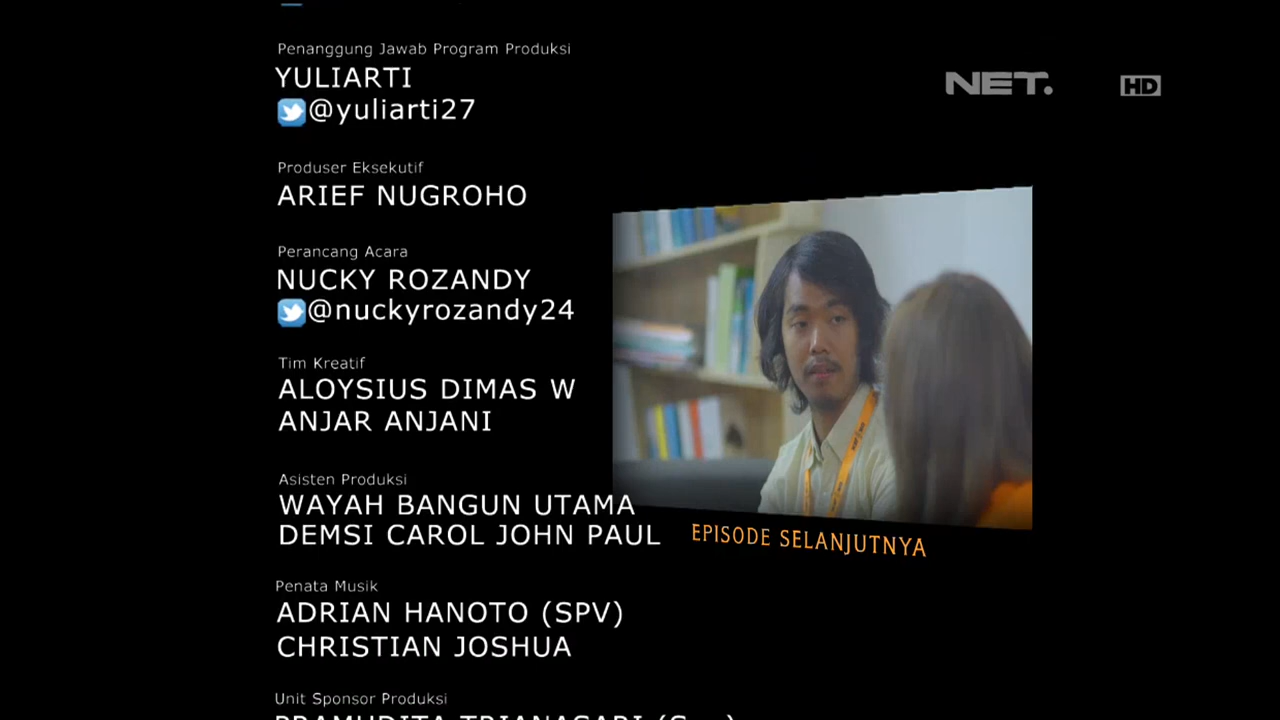 Penanggung Jawab Program Produksi
YULIARTI
@yuliarti27
NET.
HD
Produser Eksekutif
ARIEF NUGROHO
Perancang Acara
NUCKY ROZANDY
@nuckyrozandy24
Tim Kreatif
ALOYSIUS DIMAS W
ANJAR ANJANI
Asisten Produksi
WAYAH BANGUN UTAMA
DEMSI CAROL JOHN PAUL
EPISODE SELANJUTNYA
Penata Musik
ADRIAN HANOTO (SPV)
CHRISTIAN JOSHUA
Unit Sponsor Produksi